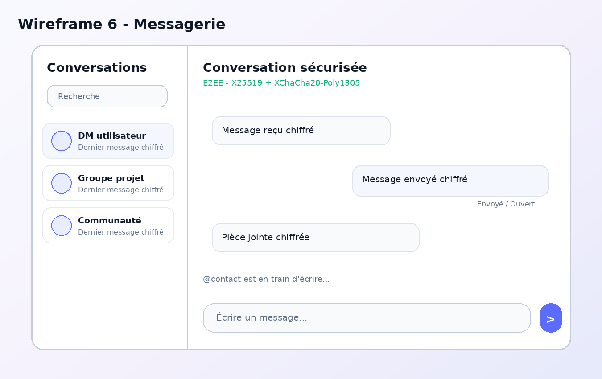 Wireframe 6 - Messagerie
Conversations
Recherche
DM utilisateur
Dernier message chiffré
Groupe projet
Dernier message chiffré
Communauté
Dernier message chiffré
Conversation sécurisée
E2EE - X25519 + XChaCha20-Poly1305
Message reçu chiffré
Message envoyé chiffré
Envoyé / Ouvert
Pièce jointe chiffrée
@contact est en train d'écrire...
Écrire un message...
>